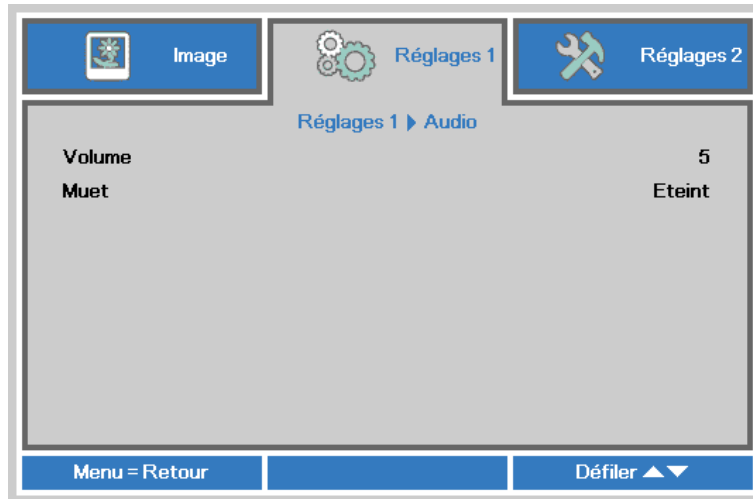 Image
Réglages 1
Réglages 2
Réglages 1 ▶ Audio
Volume 5
Muet Eteint
Menu = Retour
Défiler ▲▼